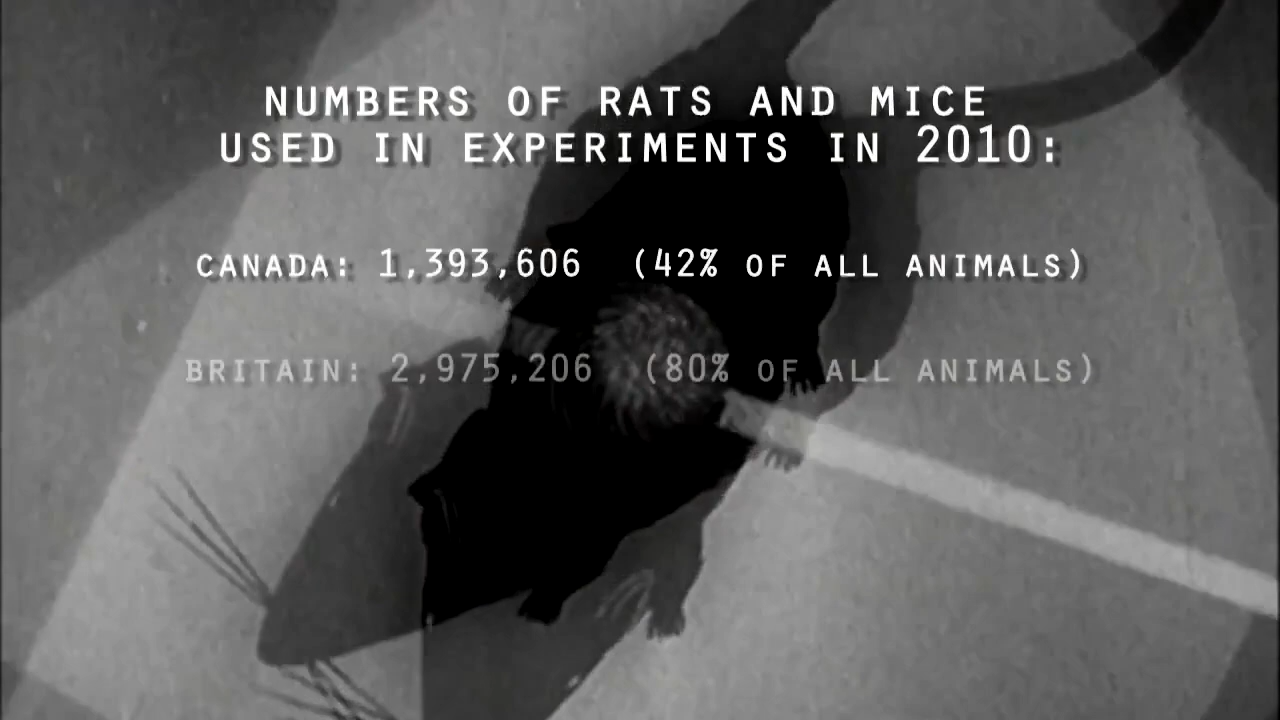 NUMBERS OF RATS AND MICE
USED IN EXPERIMENTS IN 2010:
CANADA: 1,393,606 (42% OF ALL ANIMALS)
BRITAIN: 2,975,206 (80% OF ALL ANIMALS)